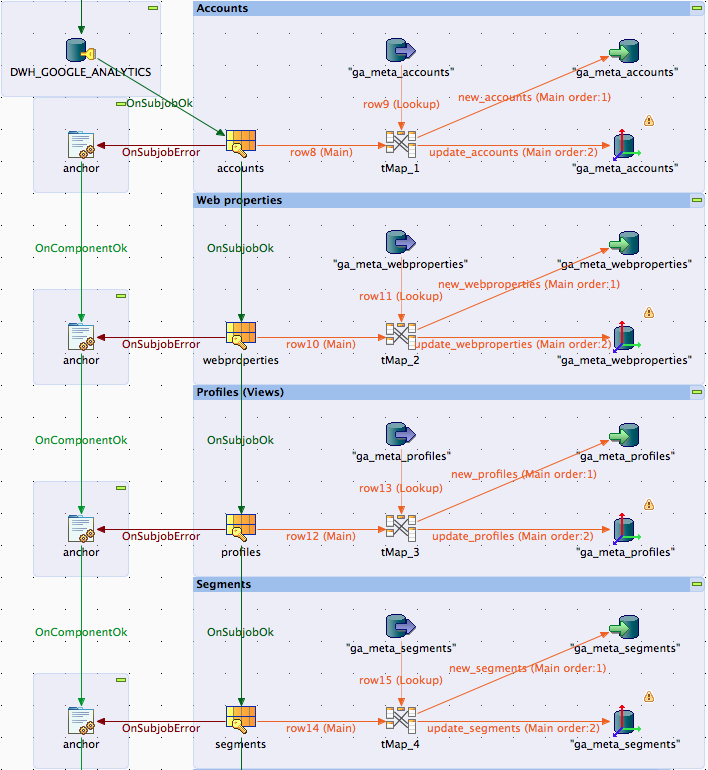 Accounts
DWH_GOOGLE_ANALYTICS
"ga_meta_accounts"
"ga_meta_accounts"
OnSubjobOk
row9 (Lookup)
new_accounts (Main order:1)
anchor
OnSubjobError
accounts
row8 (Main)
tMap_1
update_accounts (Main order:2)
"ga_meta_accounts"
Web properties
OnComponentOk
OnSubjobOk
"ga_meta_webproperties"
"ga_meta_webproperties"
row11 (Lookup)
new_webproperties (Main order:1)
anchor
OnSubjobError
webproperties
row10 (Main)
tMap_2
update_webproperties (Main order:2)
"ga_meta_webproperties"
Profiles (Views)
OnComponentOk
OnSubjobOk
"ga_meta_profiles"
"ga_meta_profiles"
row13 (Lookup)
new_profiles (Main order:1)
anchor
OnSubjobError
profiles
row12 (Main)
tMap_3
update_profiles (Main order:2)
"ga_meta_profiles"
Segments
OnComponentOk
OnSubjobOk
"ga_meta_segments"
"ga_meta_segments"
row15 (Lookup)
new_segments (Main order:1)
anchor
OnSubjobError
segments
row14 (Main)
tMap_4
update_segments (Main order:2)
"ga_meta_segments"